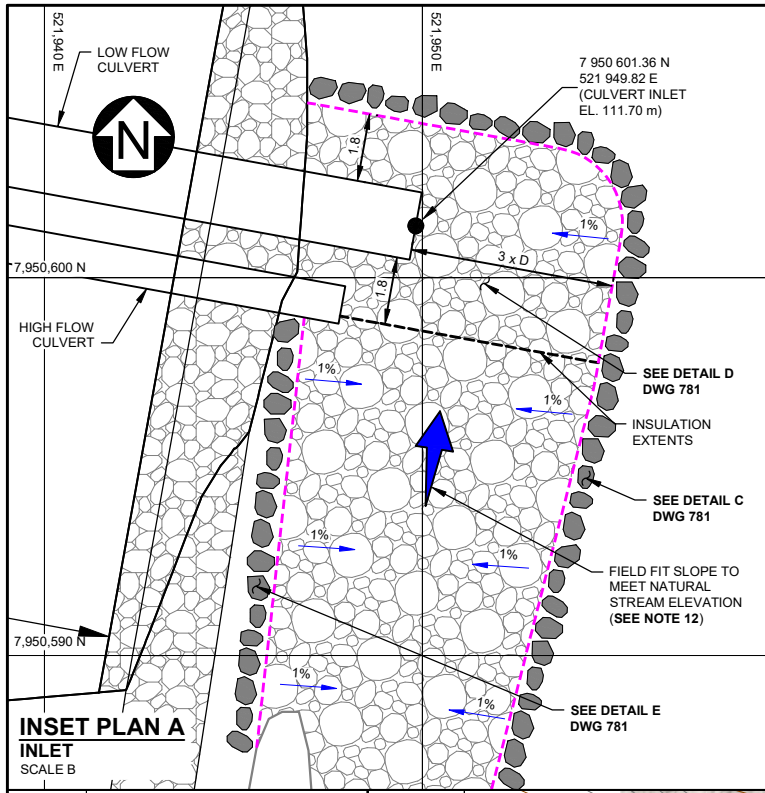 521,940 E
521,950 E
LOW FLOW
CULVERT
N
7 950 601.36 N
521 949.82 E
(CULVERT INLET
EL. 111.70 m)
1.8
1%
3 x D
7,950,600 N
1.8
HIGH FLOW
CULVERT
SEE DETAIL D
DWG 781
1%
1%
INSULATION
EXTENTS
SEE DETAIL C
DWG 781
1%
1%
FIELD FIT SLOPE TO
MEET NATURAL
STREAM ELEVATION
(SEE NOTE 12)
7,950,590 N
1%
1%
SEE DETAIL E
DWG 781
INSET PLAN A
INLET
SCALE B